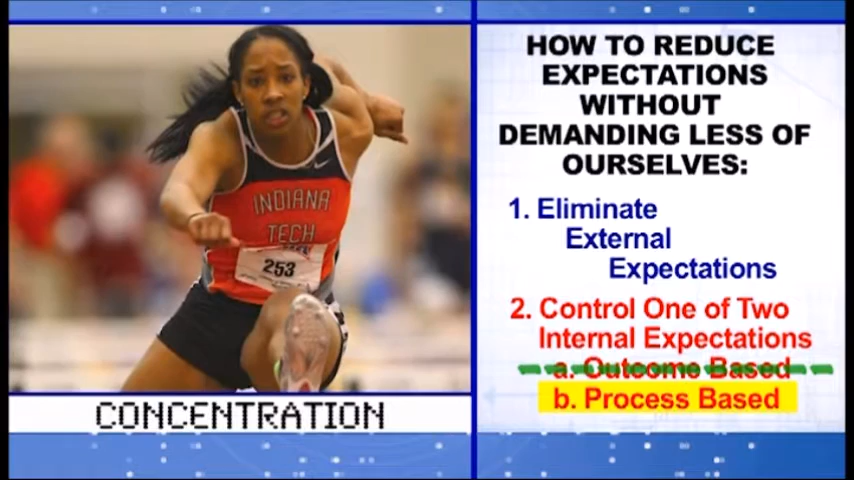 INDIANA
TECH
253
CONCENTRATION
HOW TO REDUCE
EXPECTATIONS
WITHOUT
DEMANDING LESS OF
OURSELVES:
1. Eliminate
External
Expectations
2. Control One of Two
Internal Expectations
a. Outcome Based
b. Process Based